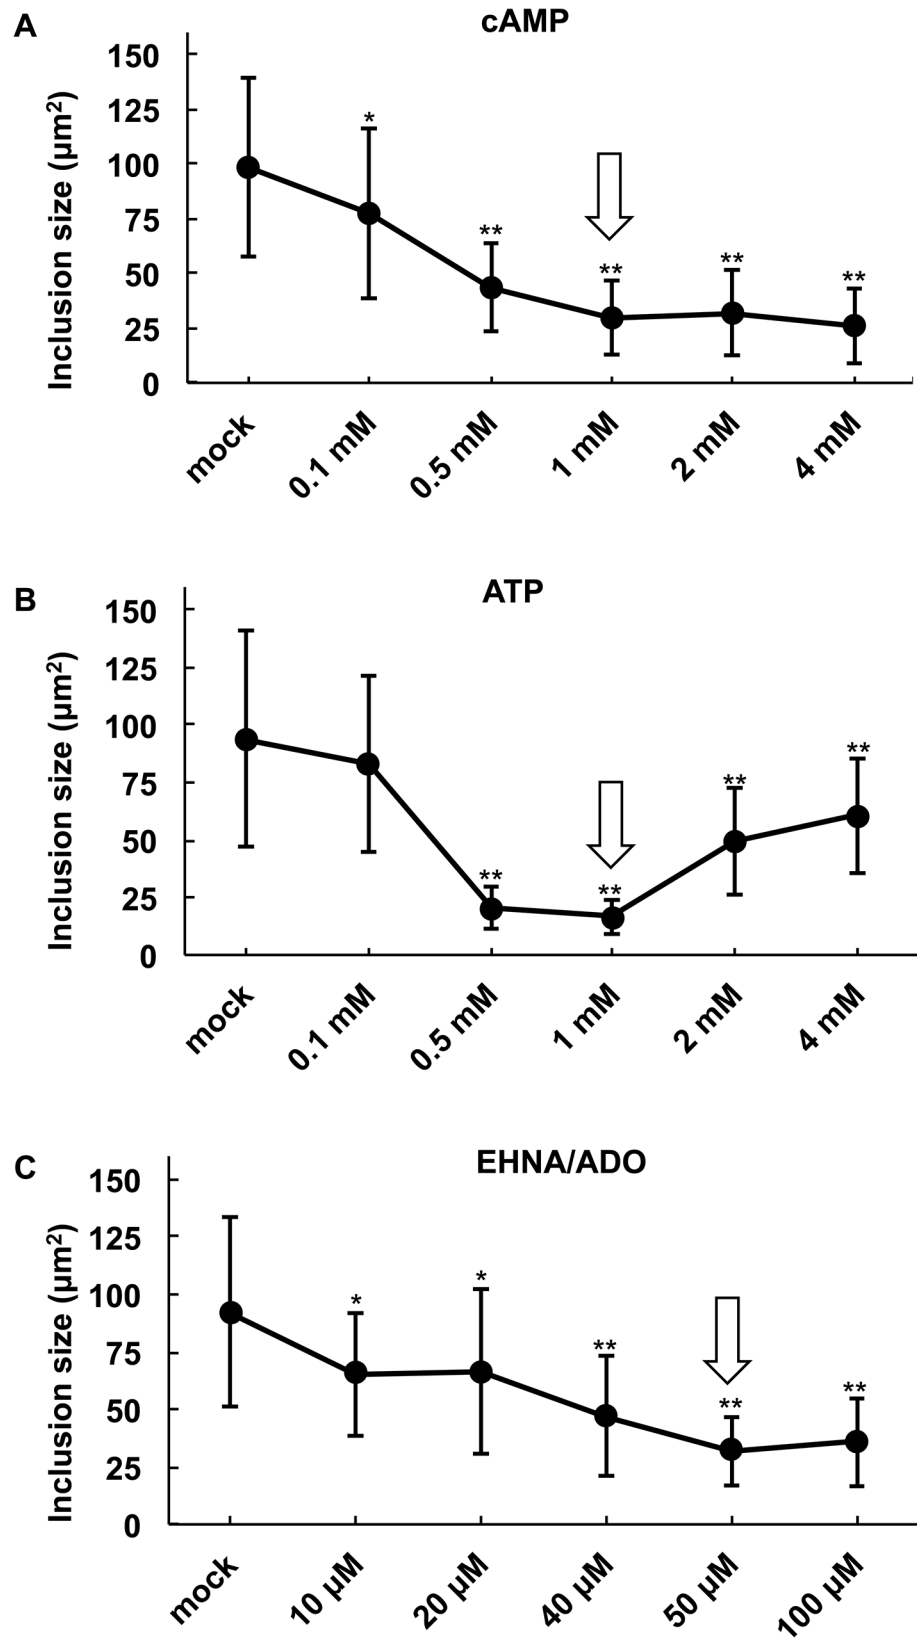 A
cAMP
Inclusion size (µm²)
150
125
100
75
50
25
0
*
**
**
**
**
mock
0.1 mM
0.5 mM
1 mM
2 mM
4 mM
B
ATP
Inclusion size (µm²)
150
125
100
75
50
25
0
**
**
**
**
mock
0.1 mM
0.5 mM
1 mM
2 mM
4 mM
C
EHNA/ADO
Inclusion size (µm²)
150
125
100
75
50
25
0
*
*
**
**
**
mock
10 µM
20 µM
40 µM
50 µM
100 µM